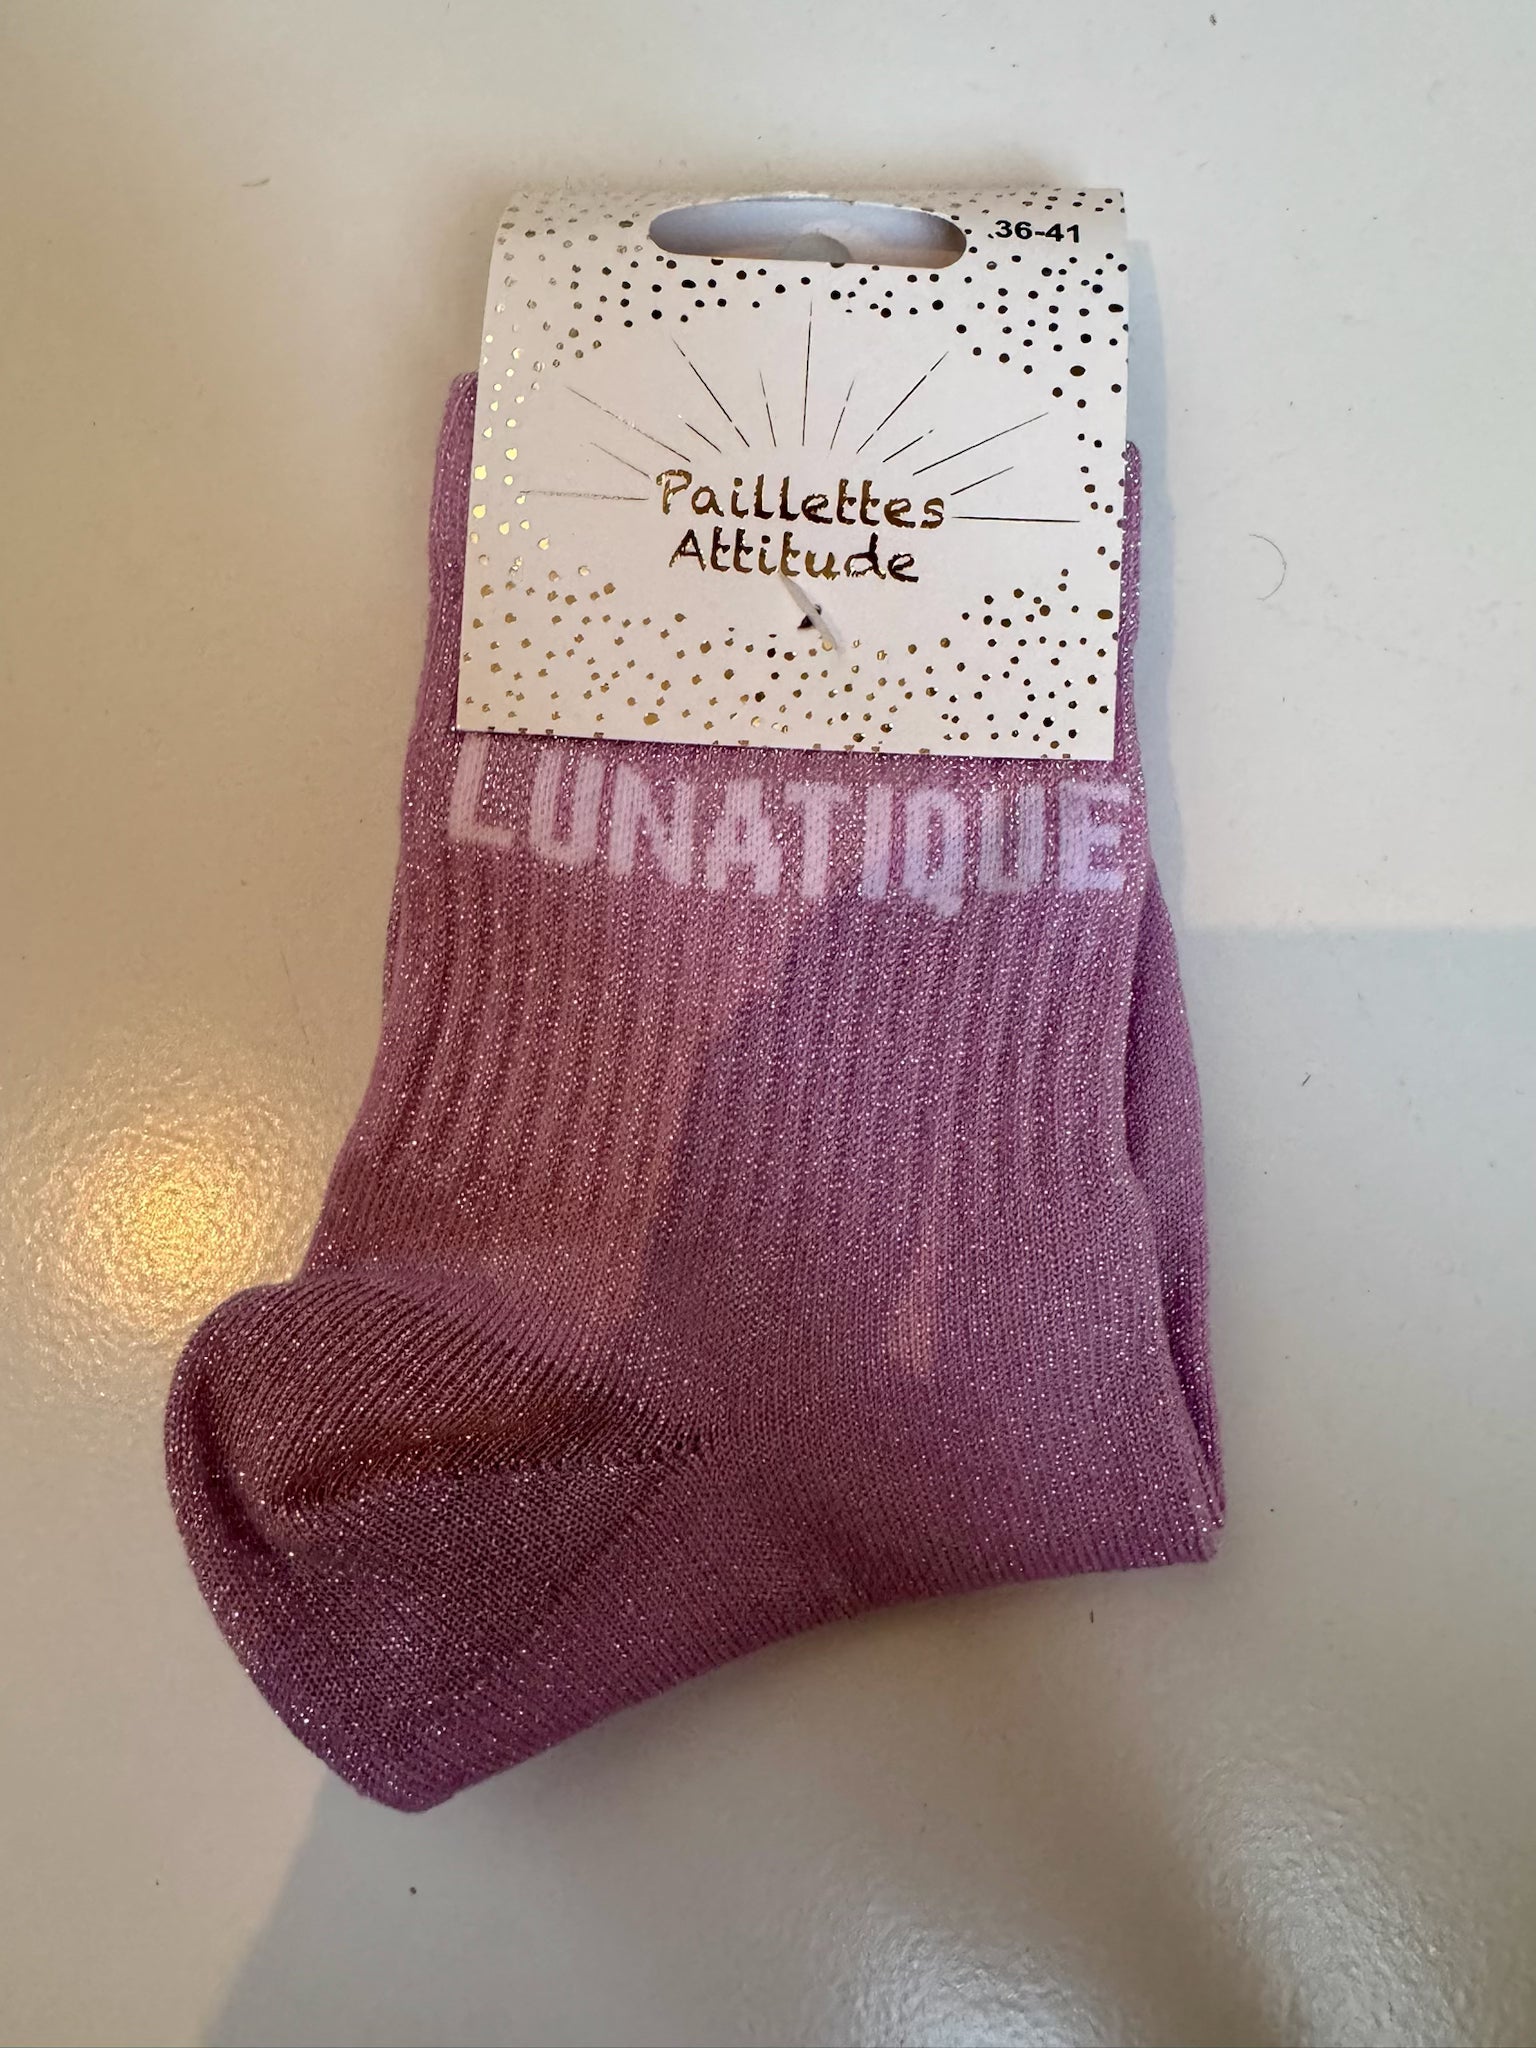 36-41
Paillettes
Attitude
LUNATIQUE